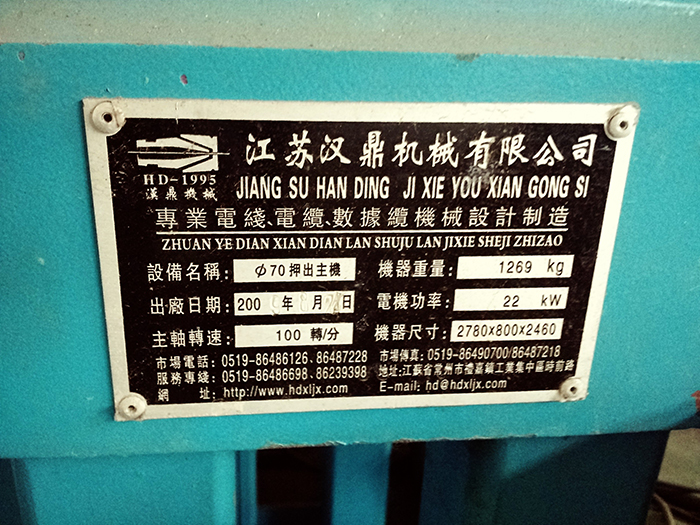 江苏汉鼎机械有限公司
HD-1995
漢鼎機械
JIANG SU HAN DING JI XIE YOU XIAN GONG SI
專業電綫、電纜、數據纜機械設計制造
ZHUAN YE DIAN XIAN DIAN LAN SHUJU LAN JIXIE SHEJI ZHIZAO
設備名稱: φ70押出主機 機器重量: 1269 kg
出廠日期: 200 年8月 日 電機功率: 22 kW
主軸轉速: 100 轉/分 機器尺寸: 2780x800x2460
市場電話: 0519-86486126、86487228 市場傳真: 0519-86490700/86487218
服務專綫: 0519-86486698、86239398 地址:江蘇省常州市禮嘉鎮工業集中區時前路
網 址: http://www.hdxljx.com E-mail: hd@hdxljx.com